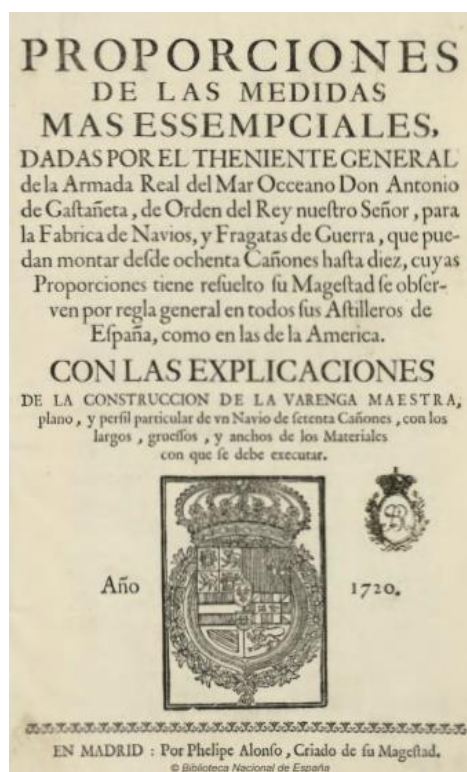 PROPORCIONES
DE LAS MEDIDAS
MAS ESSEMPCIALES,
DADAS POR EL THENIENTE GENERAL
de la Armada Real del Mar Occeano Don Antonio
de Gaſtañeta, de Orden del Rey nueſtro Señor, para
la Fabrica de Navios, y Fragatas de Guerra, que pue-
dan montar deſde ochenta Cañones haſta diez, cuyas
Proporciones tiene reſuelto ſu Mageſtad ſe obſer-
ven por regla general en todos ſus Aſtilleros de
Eſpaña, como en las de la America.
CON LAS EXPLICACIONES
DE LA CONSTRUCCION DE LA VARENGA MAESTRA,
plano, y perfil particular de vn Navio de ſetenta Cañones, con los
largos, grueſſos, y anchos de los Materiales
con que ſe debe executar.
Año 1720.
EN MADRID : Por Phelipe Alonſo, Criado de ſu Mageſtad.
© Biblioteca Nacional de España